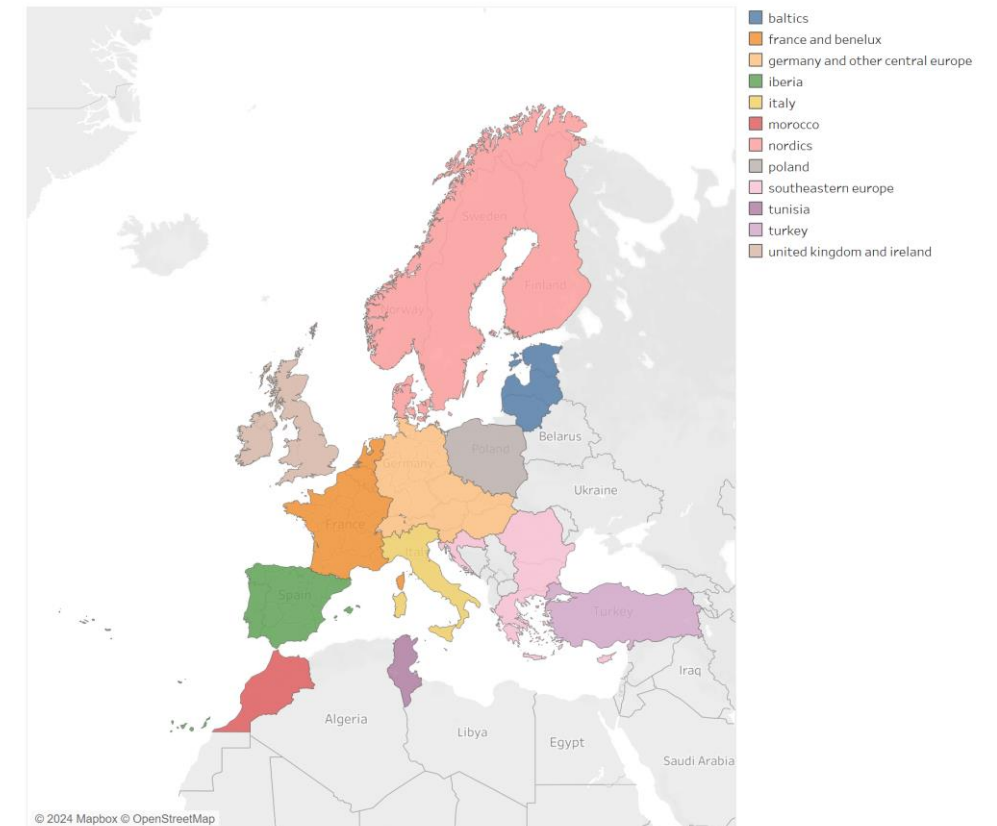 baltics
france and benelux
germany and other central europe
iberia
italy
morocco
nordics
poland
southeastern europe
tunisia
turkey
united kingdom and ireland
Sweden
Finland
Norway
Belarus
Poland
Germany
Ukraine
France
Italy
Spain
Turkey
Iraq
Algeria
Libya
Egypt
Saudi Arabia
© 2024 Mapbox © OpenStreetMap